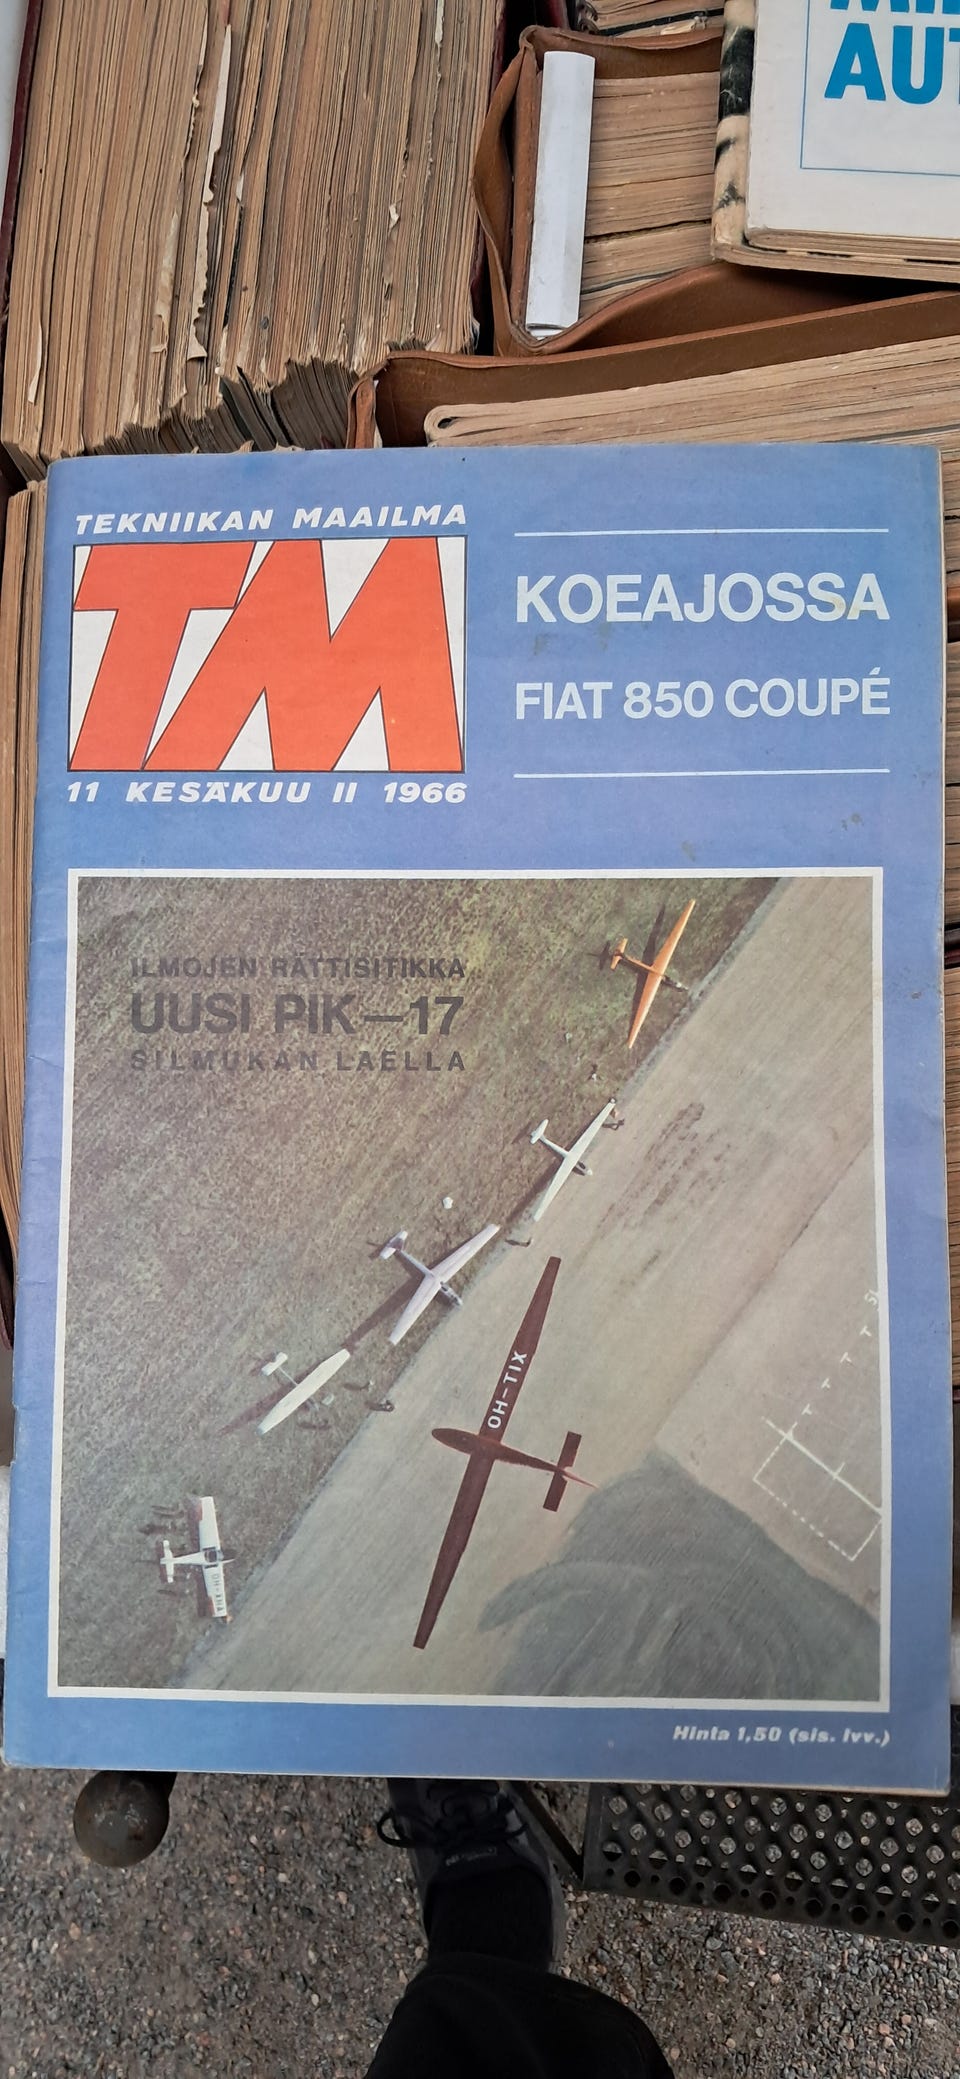 AUT
TEKNIIKAN MAAILMA
TM
11 KESÄKUU II 1966
KOEAJOSSA
FIAT 850 COUPÉ
ILMOJEN RÄTTISITIKKA
UUSI PIK—17
SILMUKAN LAELLA
OH-TIX
Hinta 1,50 (sis. lvv.)